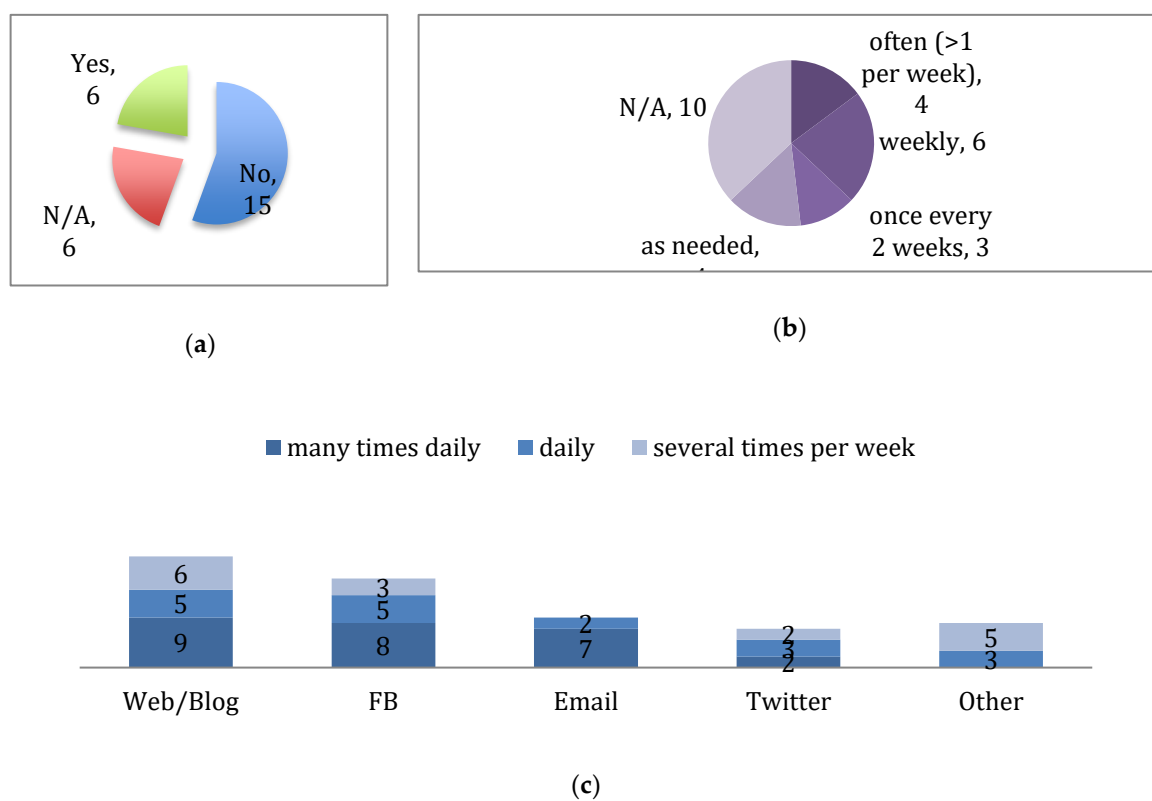 Yes,
6
No,
15
N/A,
6
(a)
often (>1
per week),
4
weekly, 6
once every
2 weeks, 3
as needed,
N/A, 10
(b)
many times daily
daily
several times per week
6
5
9
3
5
8
2
7
2
3
2
5
3
Web/Blog
FB
Email
Twitter
Other
(c)